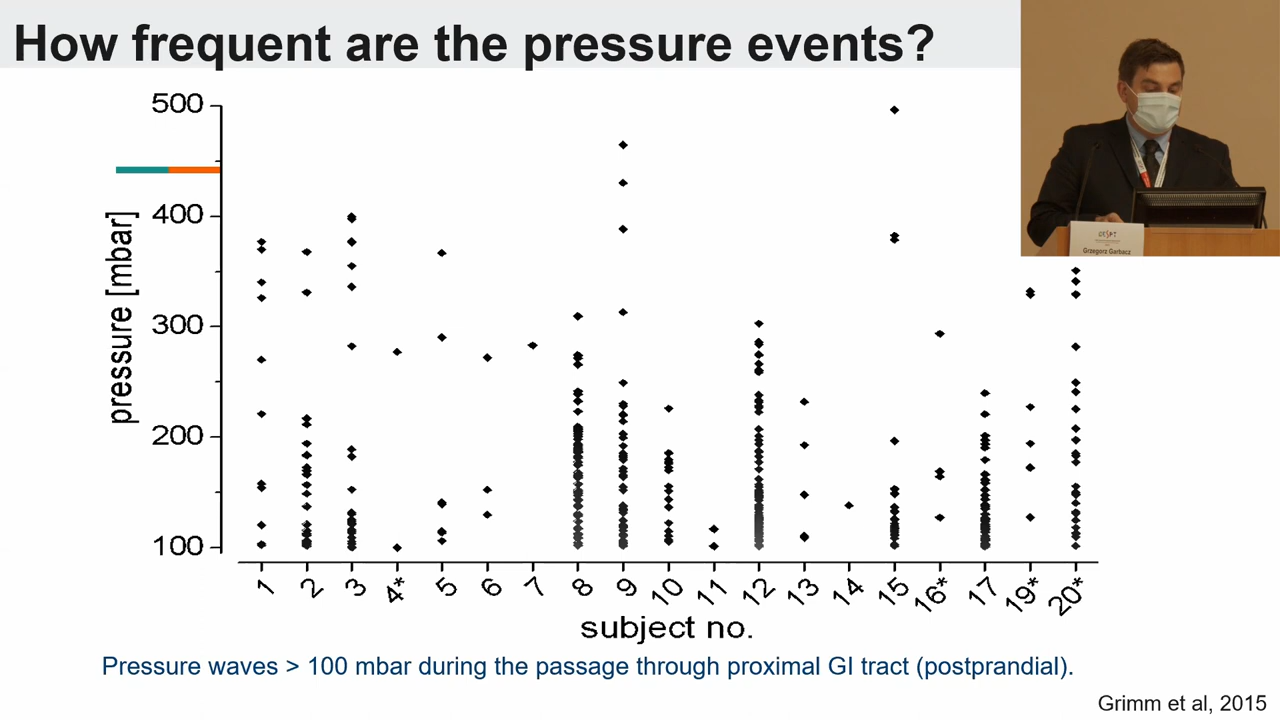 How frequent are the pressure events?
500
400
300
200
100
pressure [mbar]
1 2 3 4* 5 6 7 8 9 10 11 12 13 14 15 16* 17 19* 20*
subject no.
Pressure waves > 100 mbar during the passage through proximal GI tract (postprandial).
Grimm et al, 2015
Grzegorz Garbacz